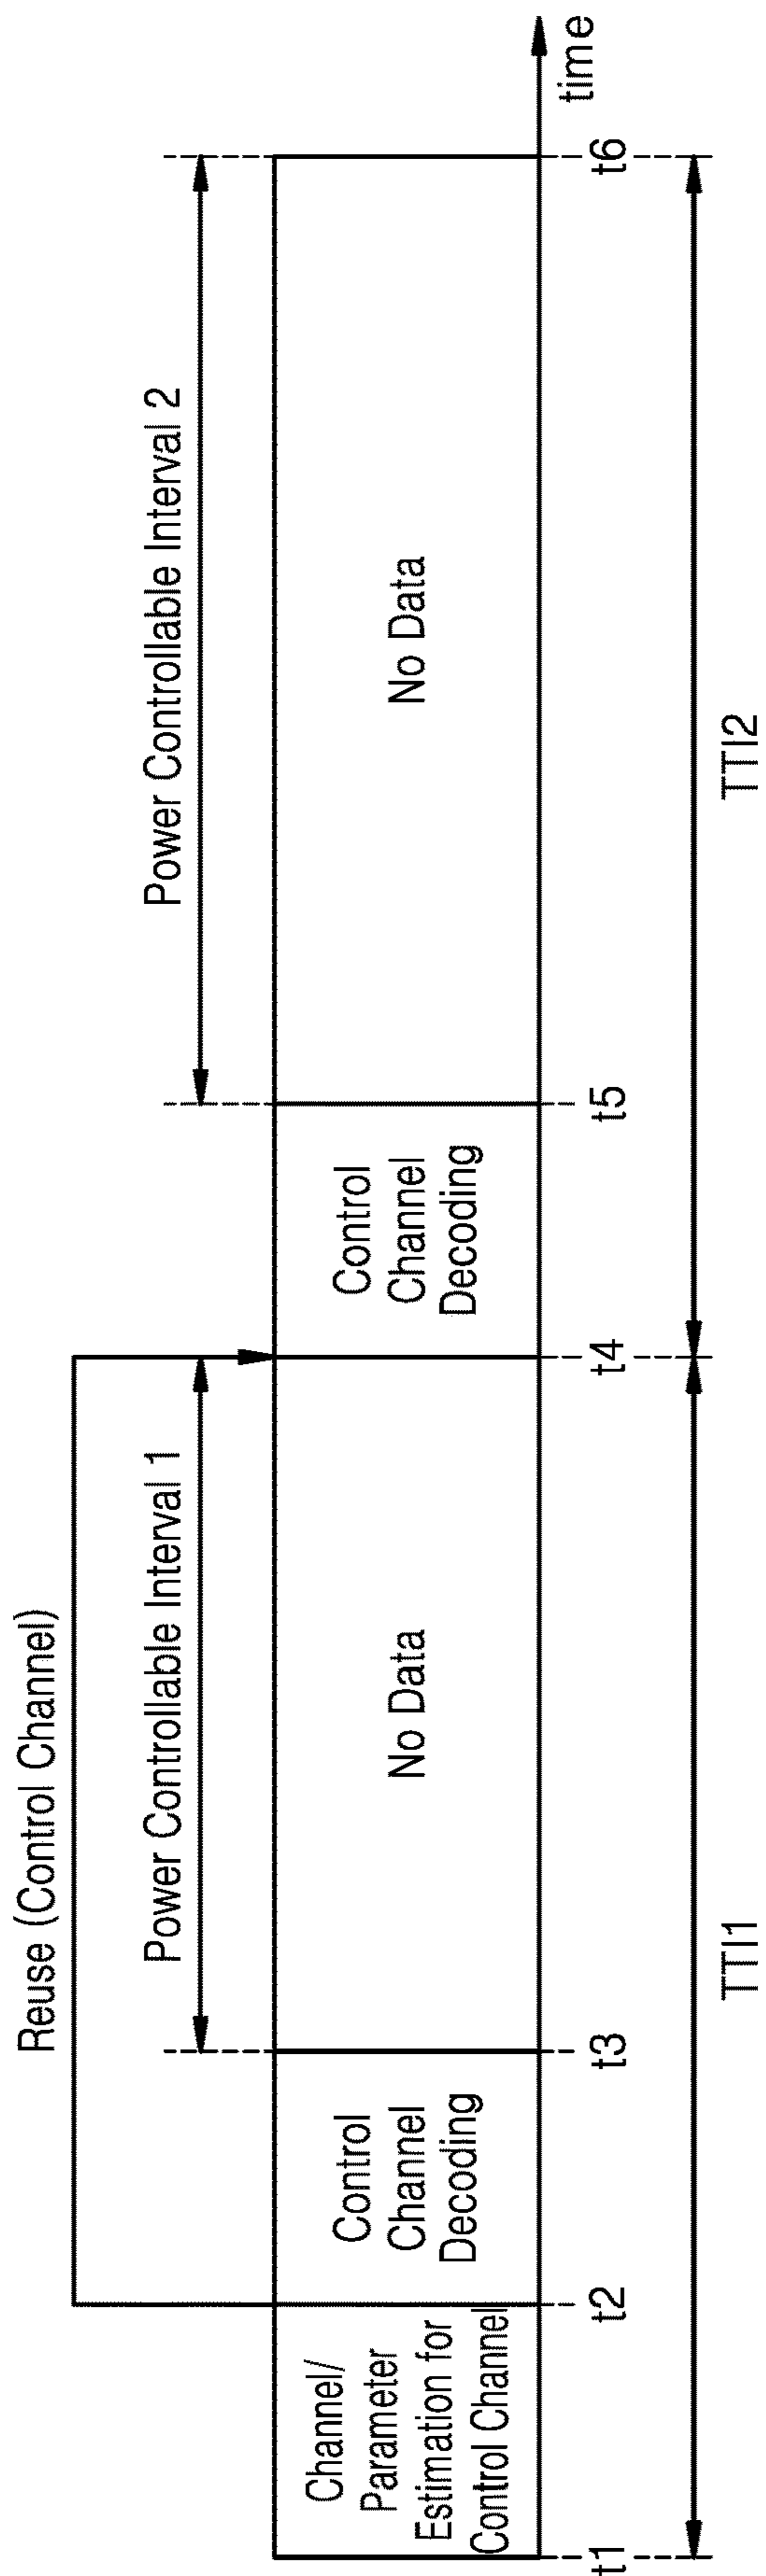 Reuse (Control Channel)
Power Controllable Interval 1
Power Controllable Interval 2
Channel/
Parameter
Estimation for
Control Channel
Control
Channel
Decoding
No Data
Control
Channel
Decoding
No Data
t1
t2
t3
t4
t5
t6
time
TTI1
TTI2